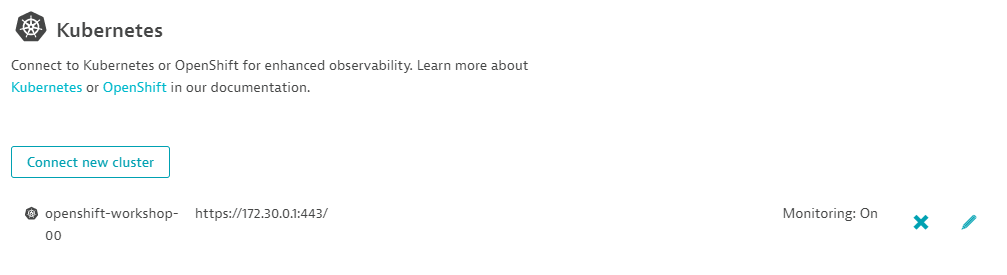 Kubernetes
Connect to Kubernetes or OpenShift for enhanced observability. Learn more about
Kubernetes or OpenShift in our documentation.
Connect new cluster
openshift-workshop- https://172.30.0.1:443/ Monitoring: On
00